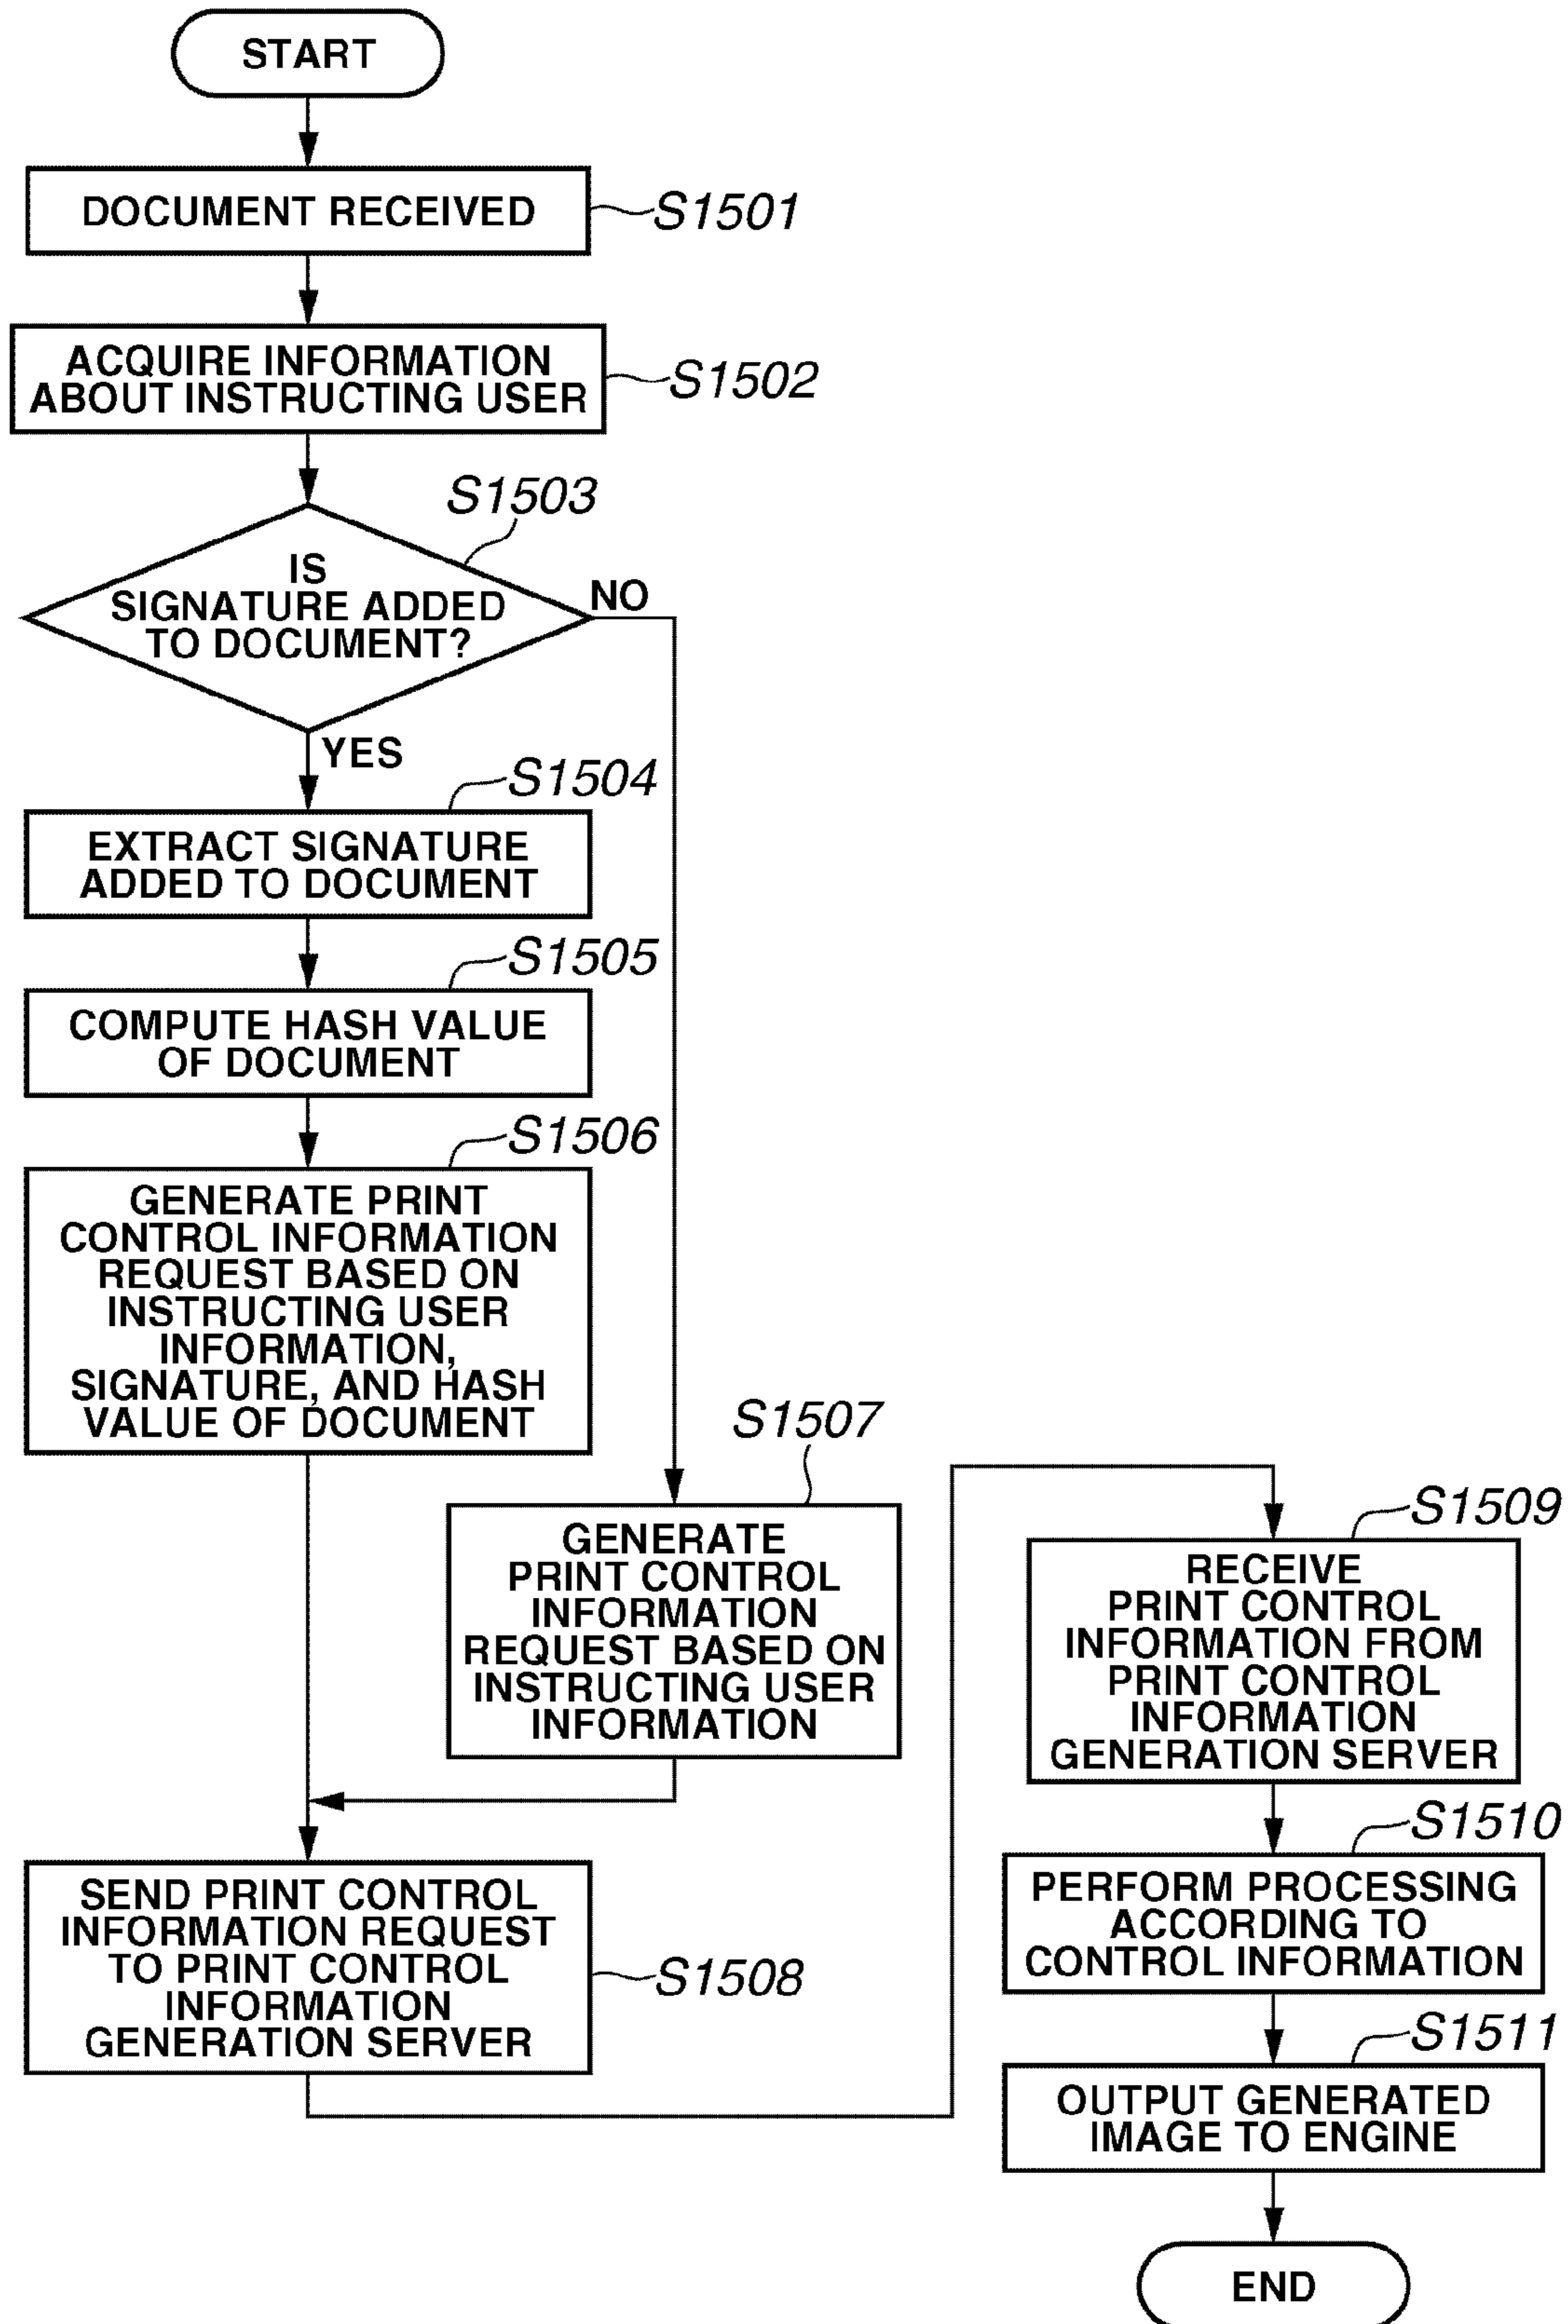 START
DOCUMENT RECEIVED
S1501
ACQUIRE INFORMATION
ABOUT INSTRUCTING USER
S1502
S1503
IS
SIGNATURE ADDED
TO DOCUMENT?
NO
YES
S1504
EXTRACT SIGNATURE
ADDED TO DOCUMENT
S1505
COMPUTE HASH VALUE
OF DOCUMENT
S1506
GENERATE PRINT
CONTROL INFORMATION
REQUEST BASED ON
INSTRUCTING USER
INFORMATION,
SIGNATURE, AND HASH
VALUE OF DOCUMENT
S1507
GENERATE
PRINT CONTROL
INFORMATION
REQUEST BASED ON
INSTRUCTING USER
INFORMATION
SEND PRINT CONTROL
INFORMATION REQUEST
TO PRINT CONTROL
INFORMATION
GENERATION SERVER
S1508
S1509
RECEIVE
PRINT CONTROL
INFORMATION FROM
PRINT CONTROL
INFORMATION
GENERATION SERVER
S1510
PERFORM PROCESSING
ACCORDING TO
CONTROL INFORMATION
S1511
OUTPUT GENERATED
IMAGE TO ENGINE
END